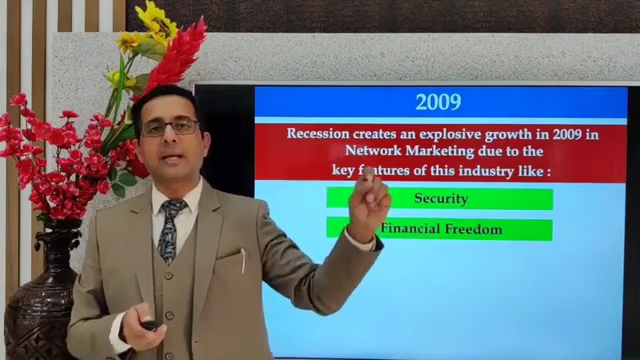 2009
Recession creates an explosive growth in 2009 in
Network Marketing due to the
key features of this industry like :
Security
Financial Freedom